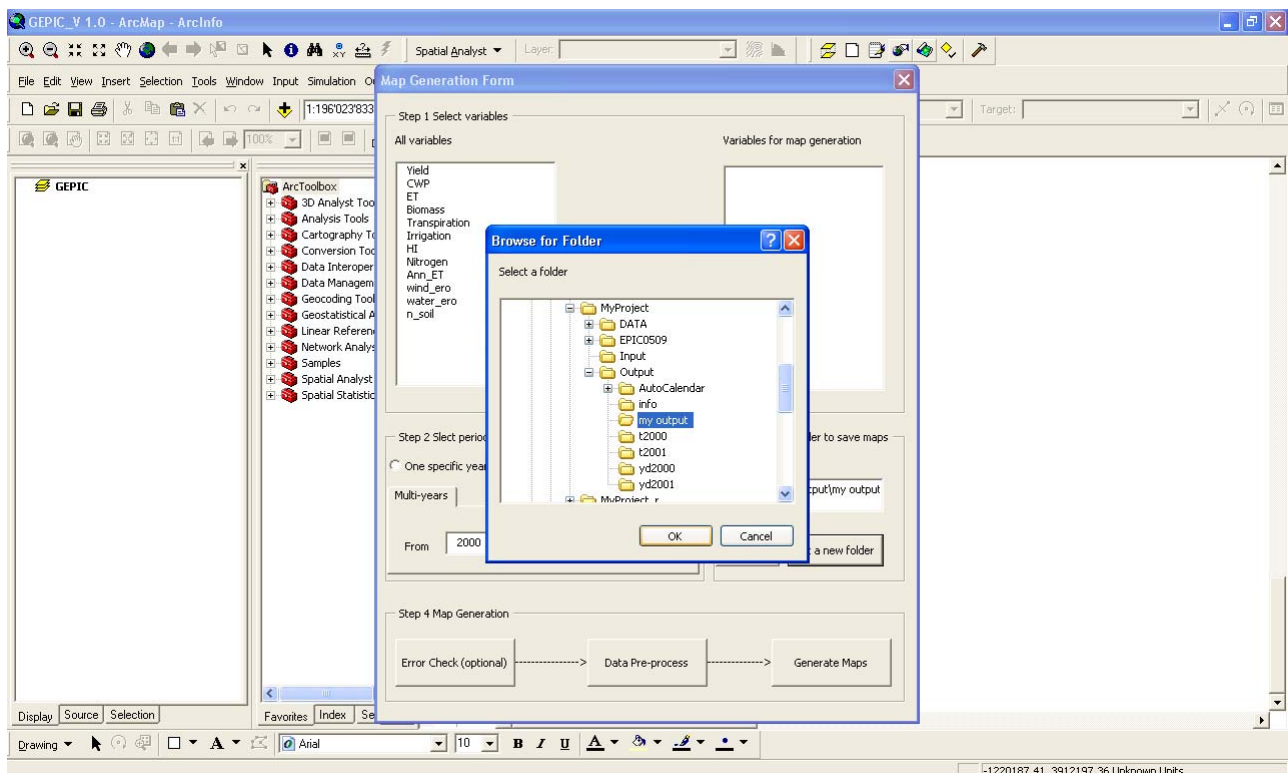 GEPIC_V 1.0 - ArcMap - ArcInfo
Spatial Analyst
Layer:
File Edit View Insert Selection Tools Window Input Simulation
Map Generation Form
1:196'023'833
Target:
100%
Step 1 Select variables
All variables
Variables for map generation
GEPIC
ArcToolbox
3D Analyst Too
Analysis Tools
Cartography To
Conversion Too
Data Interoper
Data Managem
Geocoding Tool
Geostatistical A
Linear Referen
Network Analys
Samples
Spatial Analyst
Spatial Statistic
Yield
CWP
ET
Biomass
Transpiration
Irrigation
HI
Nitrogen
Ann_ET
wind_ero
water_ero
n_soil
Browse for Folder
Select a folder
MyProject
DATA
EPIC0509
Input
Output
AutoCalendar
info
my output
t2000
t2001
yd2000
yd2001
MyProject_r
OK
Cancel
Step 2 Slect period
der to save maps
One specific year
Multi-years
tput\my output
From 2000
a new folder
Step 4 Map Generation
Error Check (optional)
--------------->
Data Pre-process
------------->
Generate Maps
Display Source Selection
Favorites Index Se
Drawing
A
Arial
10
B I U A
-1220187.41 3912197.36 Unknown Units